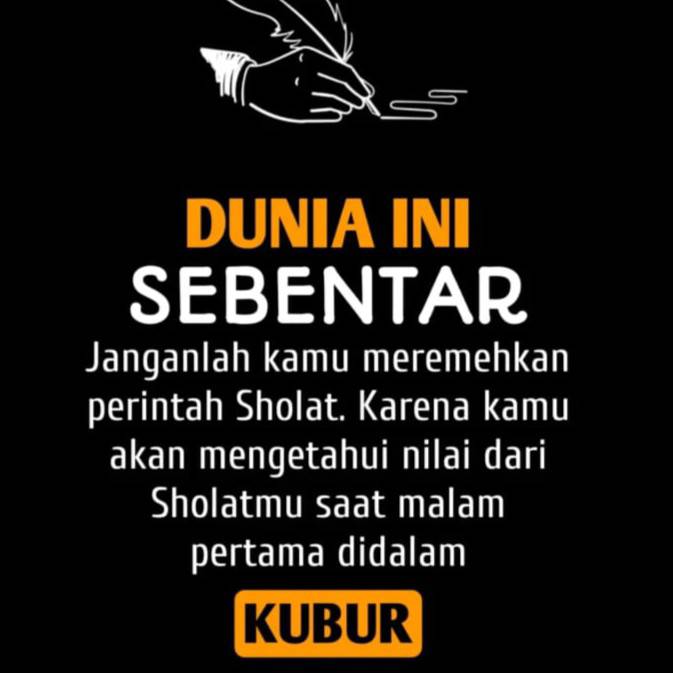 DUNIA INI
SEBENTAR
Janganlah kamu meremehkan
perintah Sholat. Karena kamu
akan mengetahui nilai dari
Sholatmu saat malam
pertama didalam
KUBUR